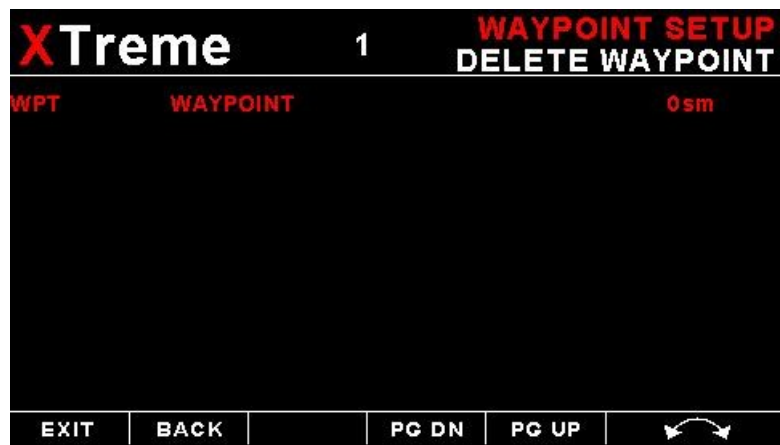 XTreme 1 WAYPOINT SETUP
DELETE WAYPOINT
WPT WAYPOINT 0sm
EXIT BACK PG DN PG UP